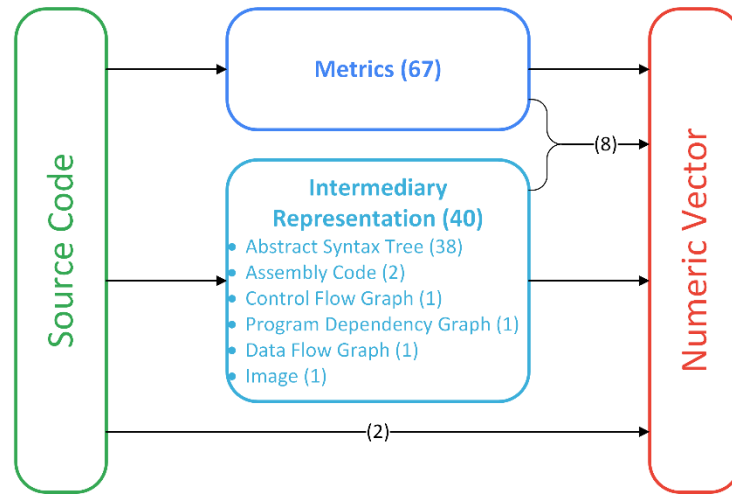 Source Code
Metrics (67)
(8)
Intermediary
Representation (40)
• Abstract Syntax Tree (38)
• Assembly Code (2)
• Control Flow Graph (1)
• Program Dependency Graph (1)
• Data Flow Graph (1)
• Image (1)
(2)
Numeric Vector